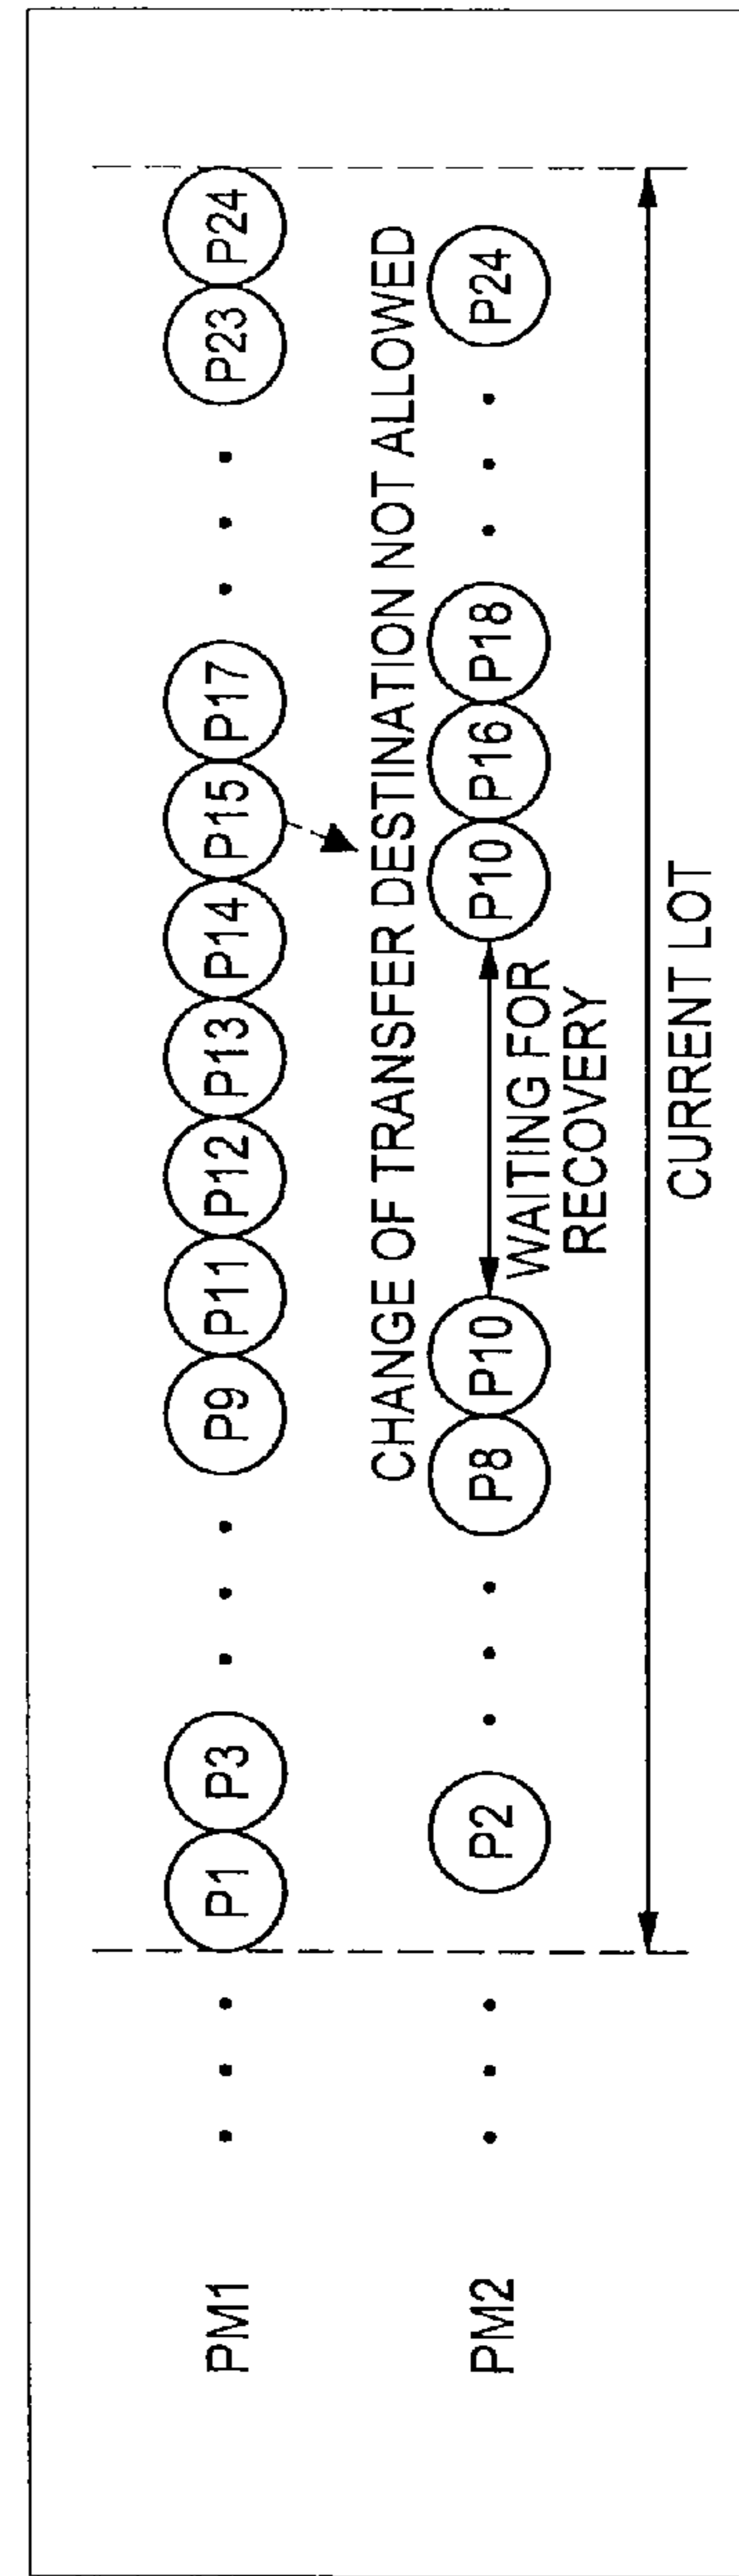 PM1 P1 P3 P9 P11 P12 P13 P14 P15 P17 P23 P24
CHANGE OF TRANSFER DESTINATION NOT ALLOWED
PM2 P2 P8 P10 P10 P16 P18 P24
WAITING FOR
RECOVERY
CURRENT LOT